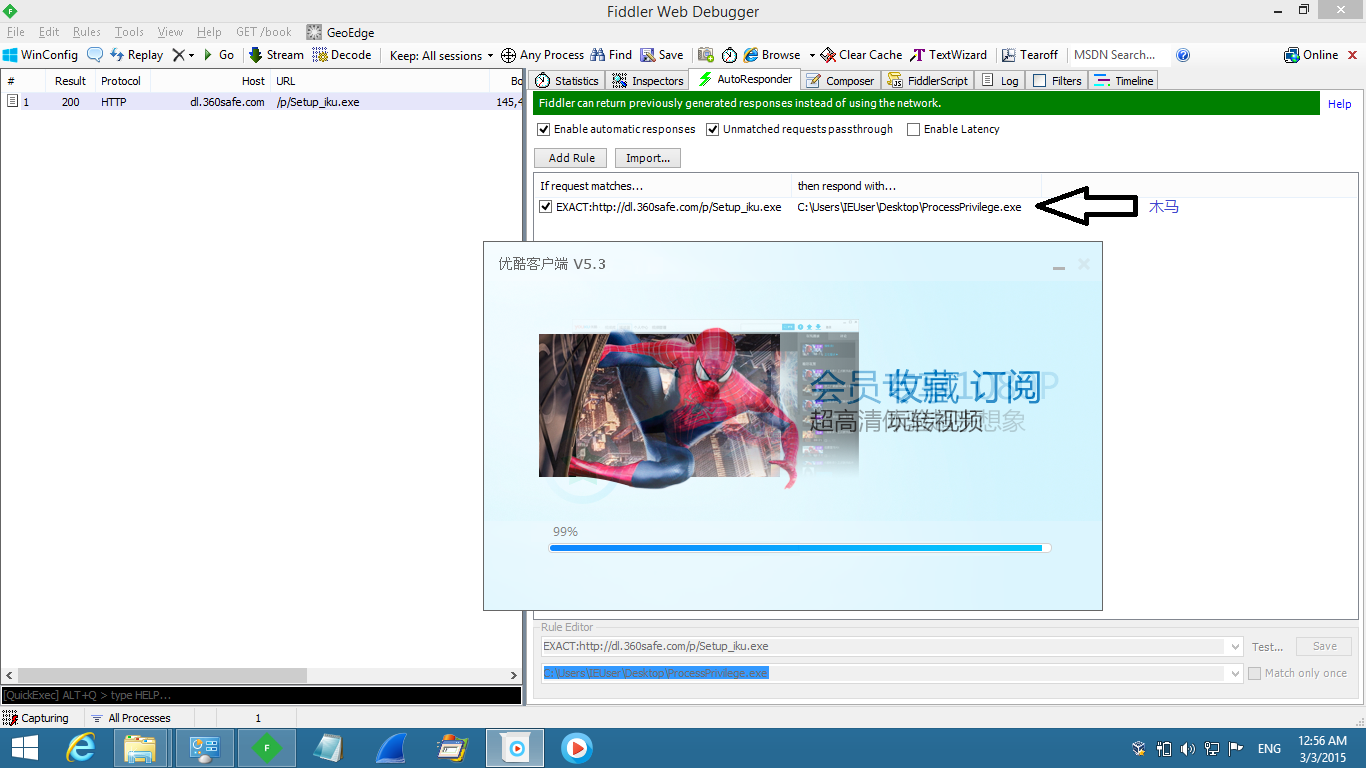 Fiddler Web Debugger
File Edit Rules Tools View Help GET /book GeoEdge
WinConfig Replay Go Stream Decode Keep: All sessions Any Process Find Save Browse Clear Cache TextWizard Tearoff MSDN Search... Online
# Result Protocol Host URL Bo
1 200 HTTP dl.360safe.com /p/Setup_iku.exe 145,4
Statistics Inspectors AutoResponder Composer FiddlerScript Log Filters Timeline
Fiddler can return previously generated responses instead of using the network. Help
Enable automatic responses Unmatched requests passthrough Enable Latency
Add Rule Import...
If request matches... then respond with...
EXACT:http://dl.360safe.com/p/Setup_iku.exe C:\Users\IEUser\Desktop\ProcessPrivilege.exe 木马
优酷客户端 V5.3
会员 收藏 订阅
超高清 玩转视频 想象
99%
Rule Editor
EXACT:http://dl.360safe.com/p/Setup_iku.exe Test... Save
C:\Users\IEUser\Desktop\ProcessPrivilege.exe Match only once
[QuickExec] ALT+Q > type HELP...
Capturing All Processes 1
ENG
12:56 AM
3/3/2015